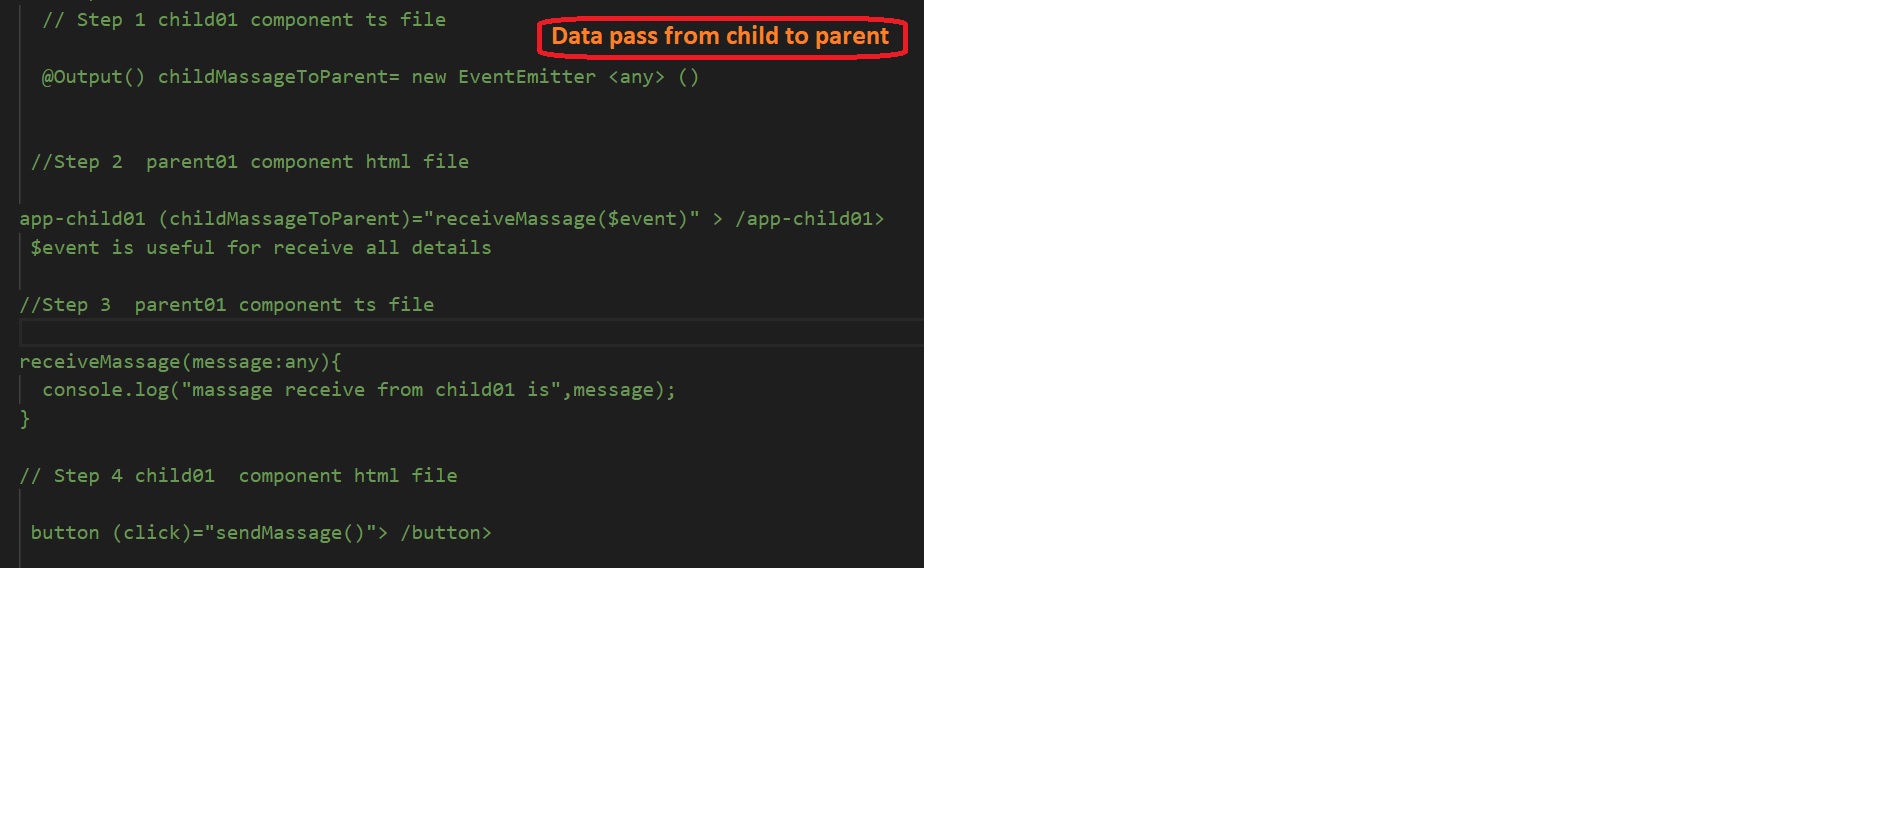 // Step 1 child01 component ts file
Data pass from child to parent
@Output() childMassageToParent= new EventEmitter <any> ()
//Step 2  parent01 component html file
app-child01 (childMassageToParent)="receiveMassage($event)" > /app-child01>
$event is useful for receive all details
//Step 3  parent01 component ts file
receiveMassage(message:any){
console.log("massage receive from child01 is",message);
}
// Step 4 child01  component html file
button (click)="sendMassage()"> /button>